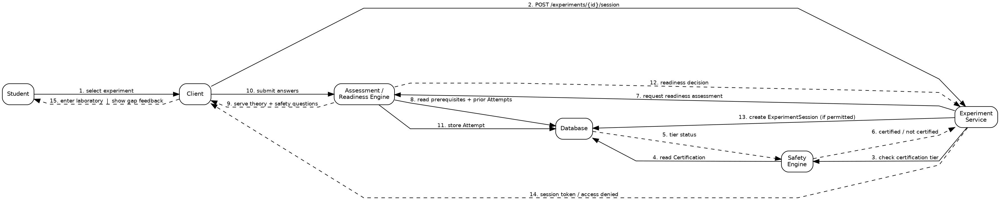 2. POST /experiments/{id}/session
Student
1. select experiment
15. enter laboratory | show gap feedback
Client
10. submit answers
9. serve theory + safety questions
Assessment /
Readiness Engine
12. readiness decision
7. request readiness assessment
8. read prerequisites + prior Attempts
11. store Attempt
Database
13. create ExperimentSession (if permitted)
Experiment
Service
5. tier status
6. certified / not certified
4. read Certification
Safety
Engine
3. check certification tier
14. session token / access denied